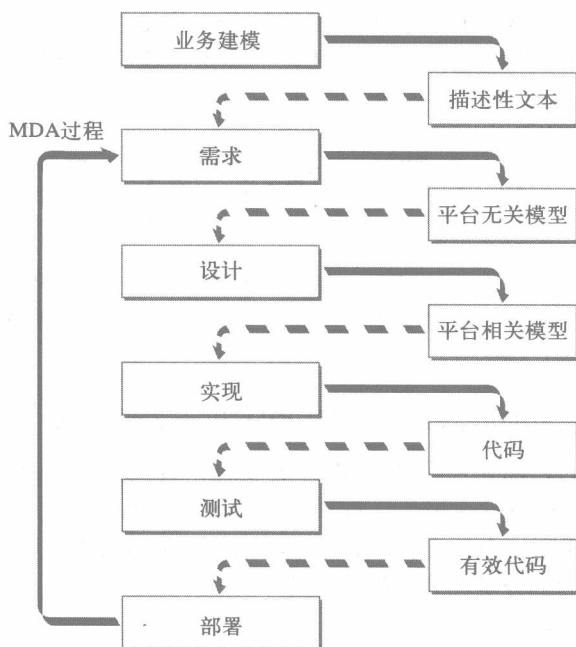 业务建模
描述性文本
MDA过程
需求
平台无关模型
设计
平台相关模型
实现
代码
测试
有效代码
部署